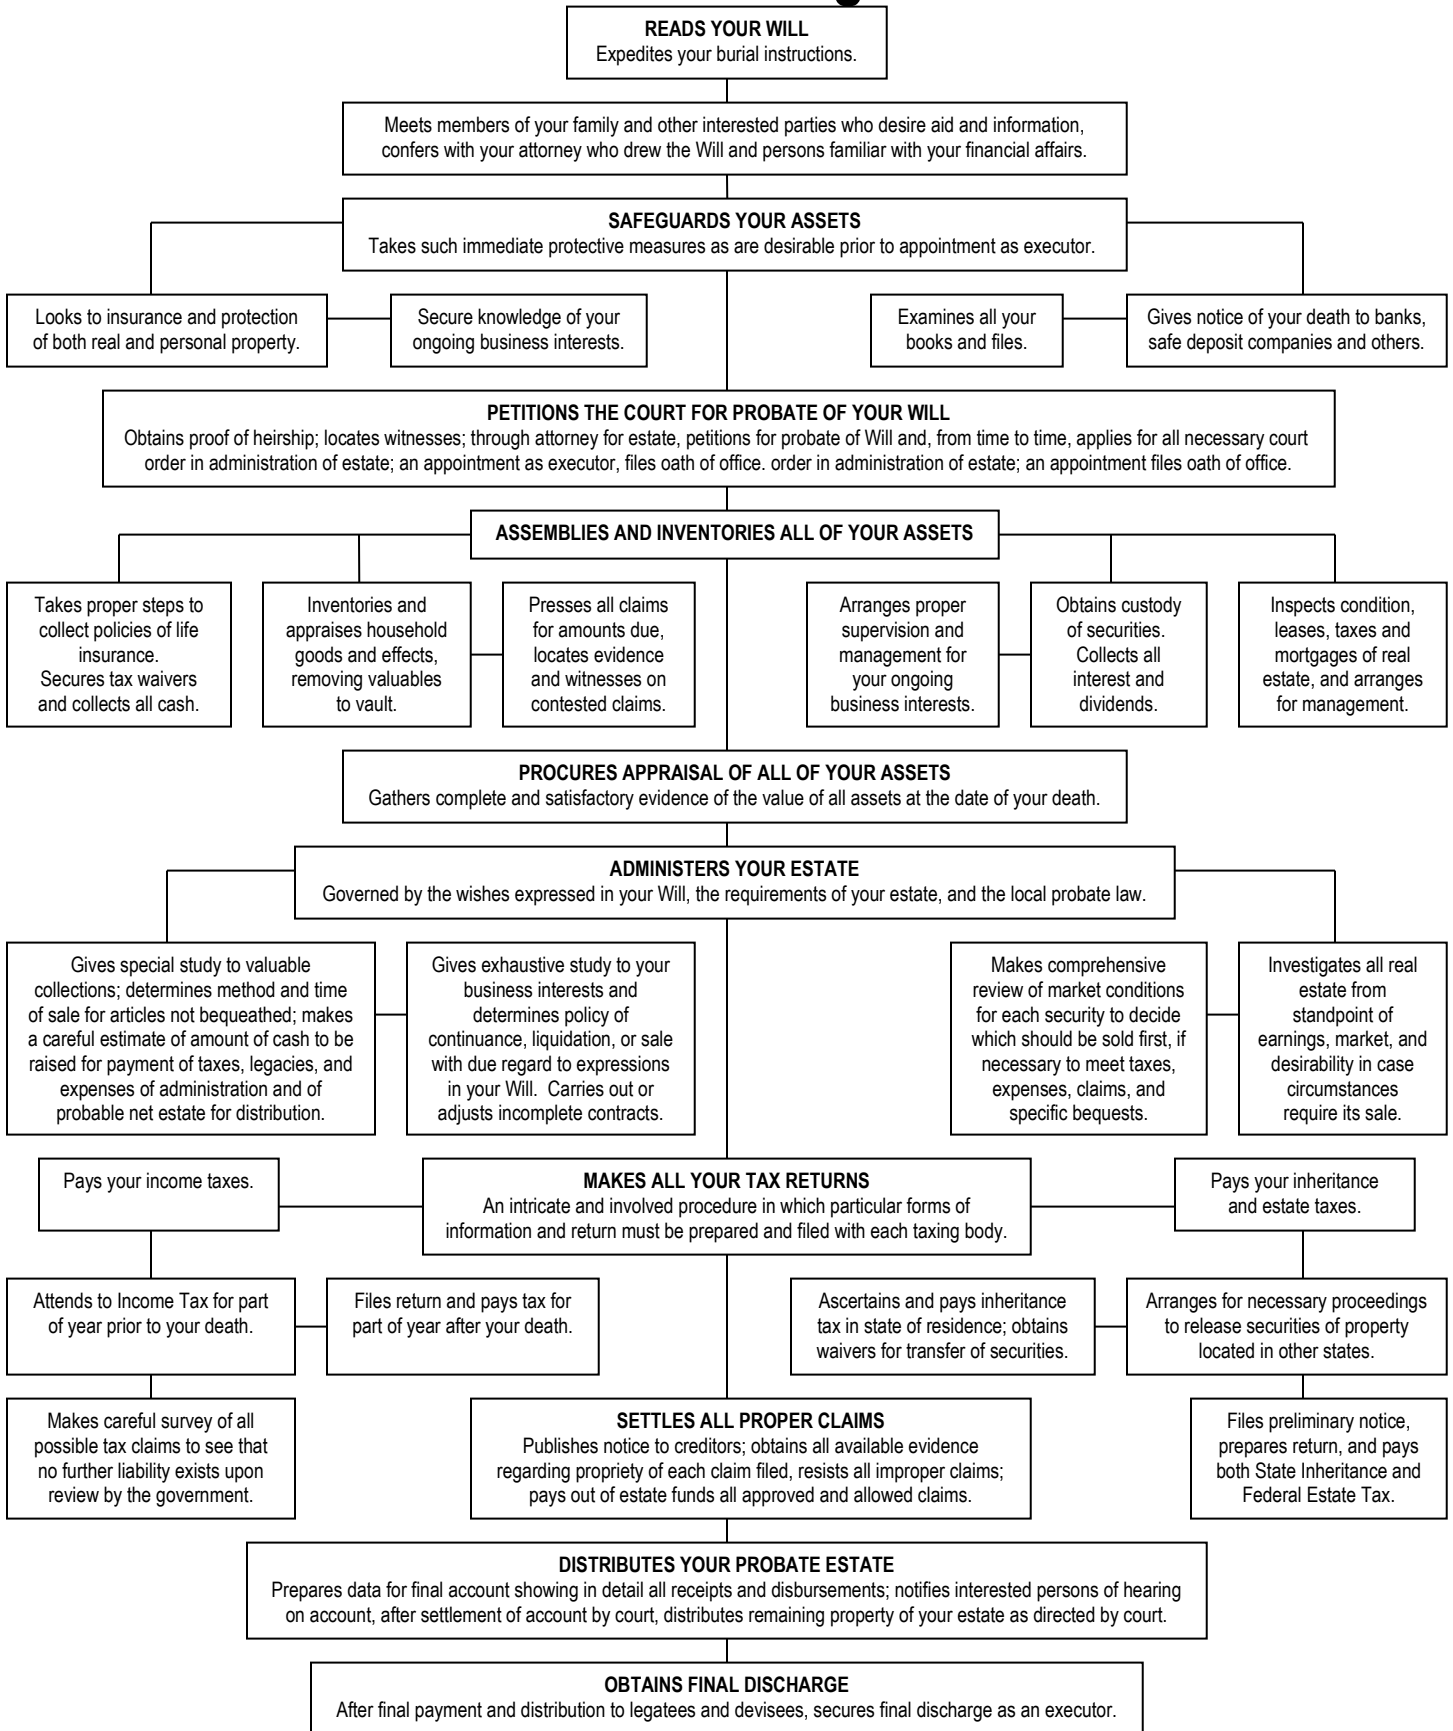 READS YOUR WILL
Expedites your burial instructions.
Meets members of your family and other interested parties who desire aid and information,
confers with your attorney who drew the Will and persons familiar with your financial affairs.
SAFEGUARDS YOUR ASSETS
Takes such immediate protective measures as are desirable prior to appointment as executor.
Looks to insurance and protection
of both real and personal property.
Secure knowledge of your
ongoing business interests.
Examines all your
books and files.
Gives notice of your death to banks,
safe deposit companies and others.
PETITIONS THE COURT FOR PROBATE OF YOUR WILL
Obtains proof of heirship; locates witnesses; through attorney for estate, petitions for probate of Will and, from time to time, applies for all necessary court
order in administration of estate; an appointment as executor, files oath of office. order in administration of estate; an appointment files oath of office.
ASSEMBLIES AND INVENTORIES ALL OF YOUR ASSETS
Takes proper steps to
collect policies of life
insurance.
Secures tax waivers
and collects all cash.
Inventories and
appraises household
goods and effects,
removing valuables
to vault.
Presses all claims
for amounts due,
locates evidence
and witnesses on
contested claims.
Arranges proper
supervision and
management for
your ongoing
business interests.
Obtains custody
of securities.
Collects all
interest and
dividends.
Inspects condition,
leases, taxes and
mortgages of real
estate, and arranges
for management.
PROCURES APPRAISAL OF ALL OF YOUR ASSETS
Gathers complete and satisfactory evidence of the value of all assets at the date of your death.
ADMINISTERS YOUR ESTATE
Governed by the wishes expressed in your Will, the requirements of your estate, and the local probate law.
Gives special study to valuable
collections; determines method and time
of sale for articles not bequeathed; makes
a careful estimate of amount of cash to be
raised for payment of taxes, legacies, and
expenses of administration and of
probable net estate for distribution.
Gives exhaustive study to your
business interests and
determines policy of
continuance, liquidation, or sale
with due regard to expressions
in your Will.  Carries out or
adjusts incomplete contracts.
Makes comprehensive
review of market conditions
for each security to decide
which should be sold first, if
necessary to meet taxes,
expenses, claims, and
specific bequests.
Investigates all real
estate from
standpoint of
earnings, market, and
desirability in case
circumstances
require its sale.
Pays your income taxes.
MAKES ALL YOUR TAX RETURNS
An intricate and involved procedure in which particular forms of
information and return must be prepared and filed with each taxing body.
Pays your inheritance
and estate taxes.
Attends to Income Tax for part
of year prior to your death.
Files return and pays tax for
part of year after your death.
Ascertains and pays inheritance
tax in state of residence; obtains
waivers for transfer of securities.
Arranges for necessary proceedings
to release securities of property
located in other states.
Makes careful survey of all
possible tax claims to see that
no further liability exists upon
review by the government.
SETTLES ALL PROPER CLAIMS
Publishes notice to creditors; obtains all available evidence
regarding propriety of each claim filed, resists all improper claims;
pays out of estate funds all approved and allowed claims.
Files preliminary notice,
prepares return, and pays
both State Inheritance and
Federal Estate Tax.
DISTRIBUTES YOUR PROBATE ESTATE
Prepares data for final account showing in detail all receipts and disbursements; notifies interested persons of hearing
on account, after settlement of account by court, distributes remaining property of your estate as directed by court.
OBTAINS FINAL DISCHARGE
After final payment and distribution to legatees and devisees, secures final discharge as an executor.